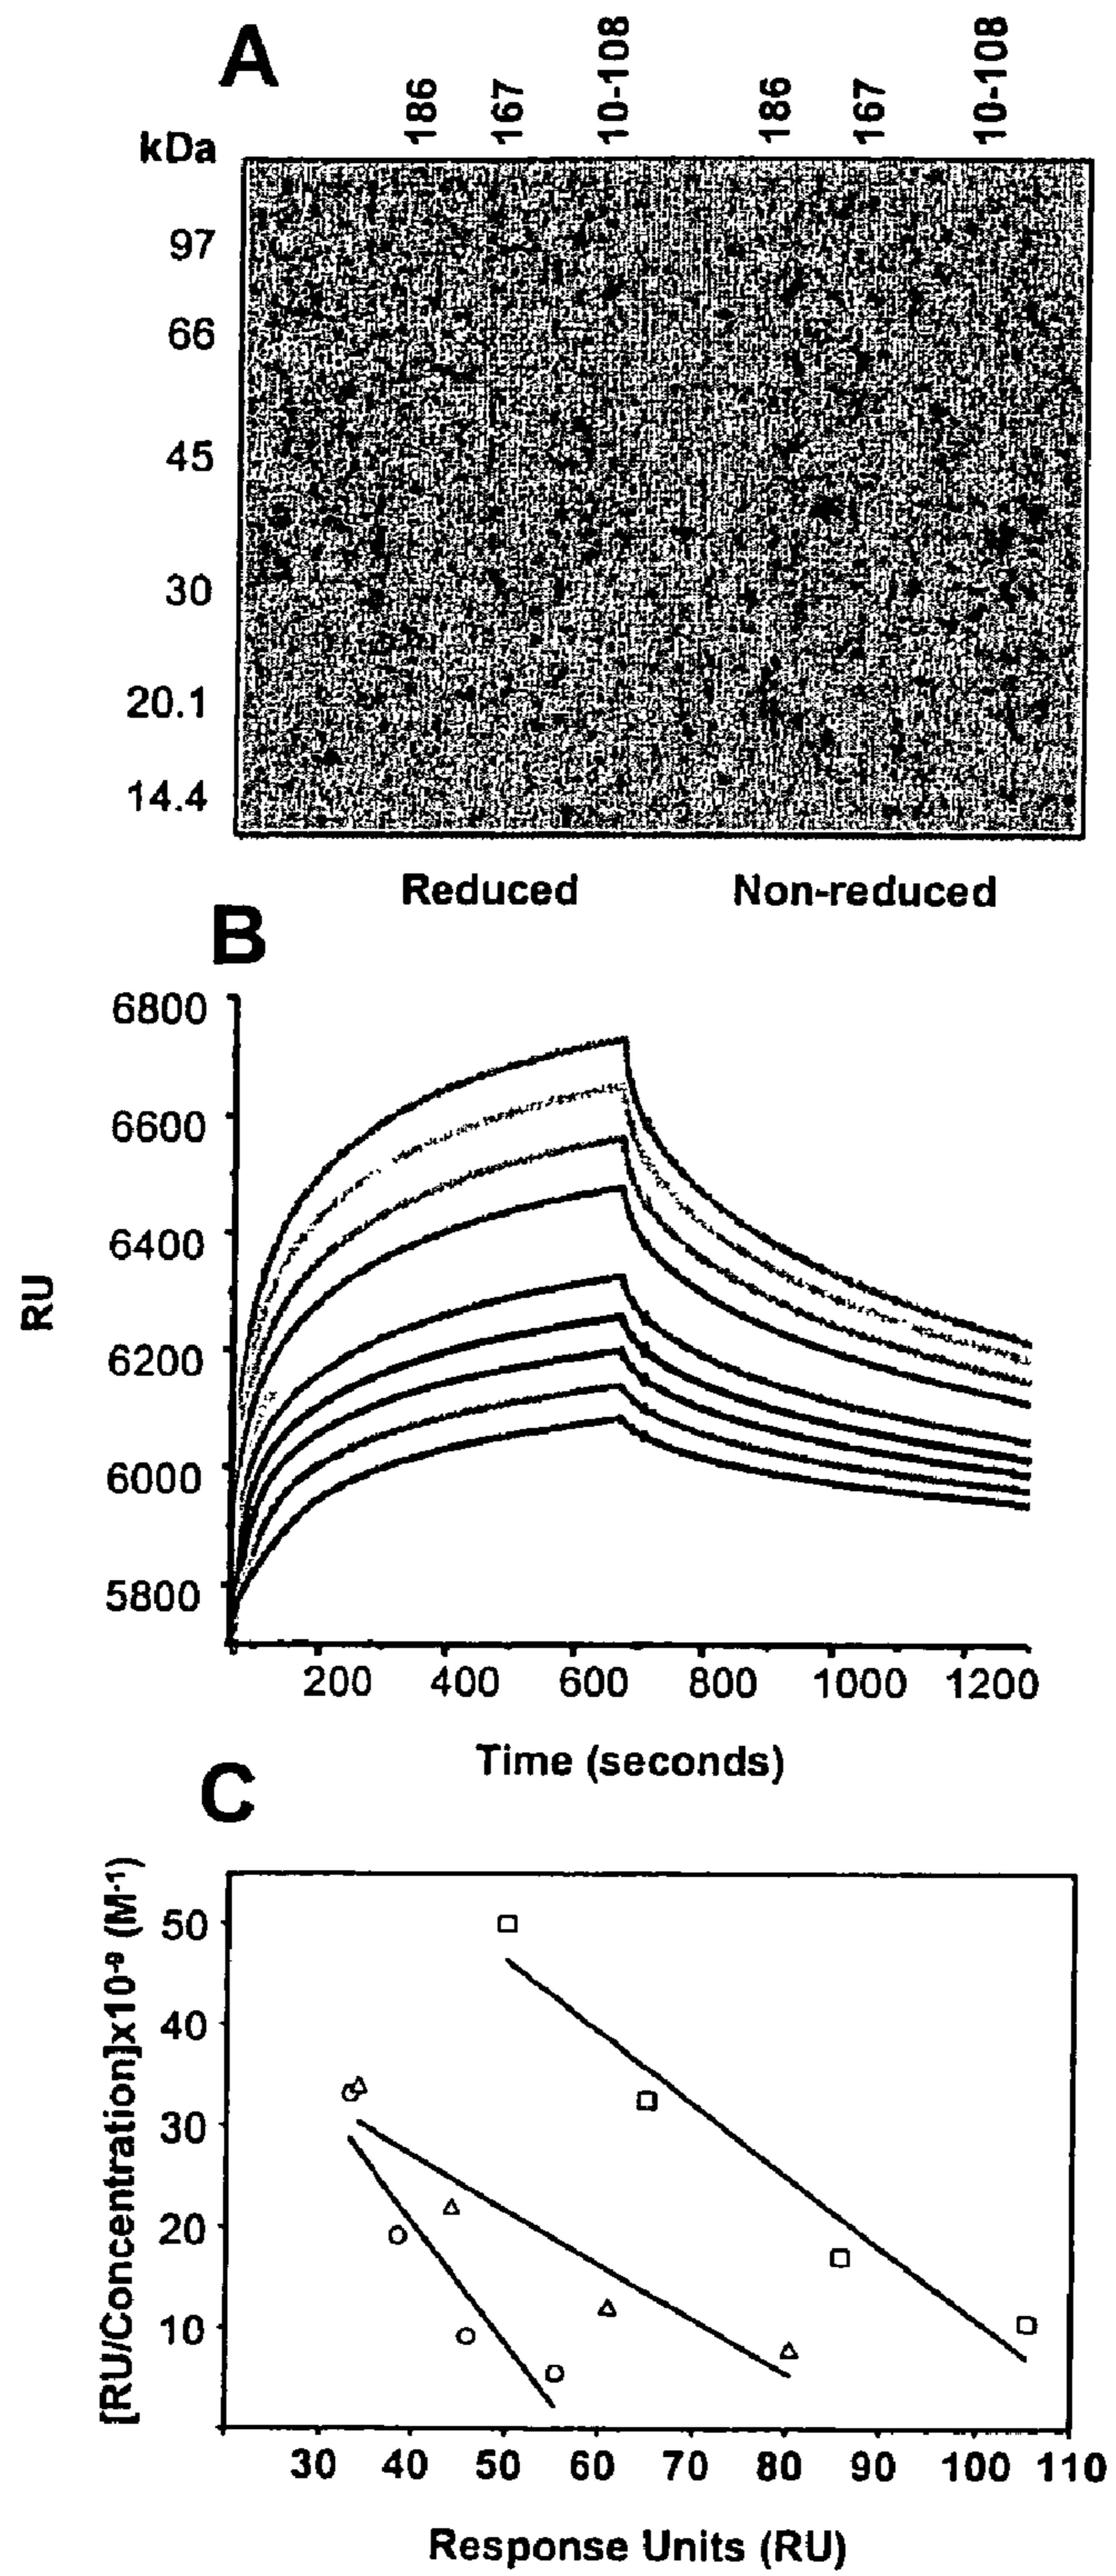 A
186 167 10-108 186 167 10-108
kDa
97
66
45
30
20.1
14.4
Reduced Non-reduced
B
6800
6600
6400
6200
6000
5800
RU
200 400 600 800 1000 1200
Time (seconds)
C
[RU/Concentration]x10⁻⁹ (M⁻¹)
50
40
30
20
10
30 40 50 60 70 80 90 100 110
Response Units (RU)